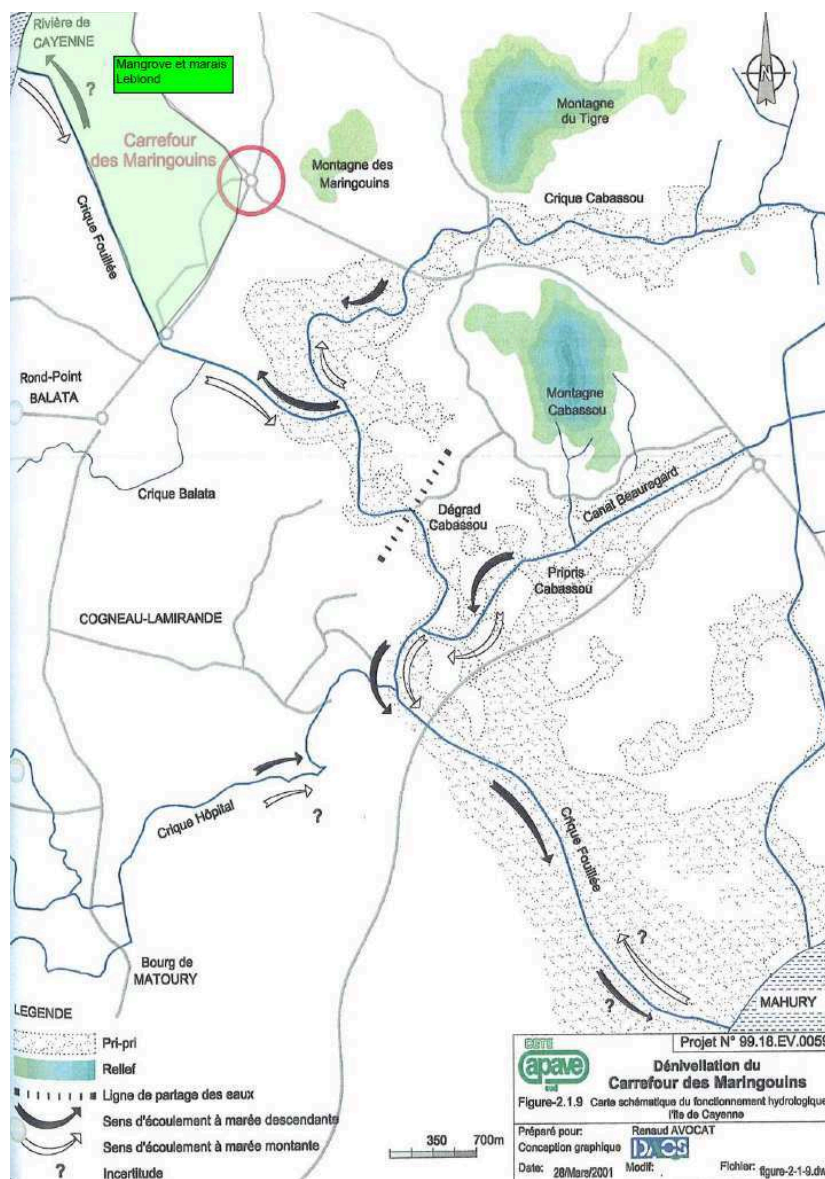 Rivière de
CAYENNE
Mangrove et marais
Leblond
?
Carrefour
des Maringouins
Montagne des
Maringouins
Montagne
du Tigre
N
Crique Cabassou
Crique Fouillée
Rond-Point
BALATA
Montagne
Cabassou
Crique Balata
Dégrad
Cabassou
Canal Beauregard
Pripris
Cabassou
COGNEAU-LAMIRANDE
Crique Hôpital
?
Crique Fouillée
?
?
Bourg de
MATOURY
MAHURY
LEGENDE
Pri-pri
Relief
Ligne de partage des eaux
Sens d'écoulement à marée descendante
Sens d'écoulement à marée montante
? Incertitude
350 700m
CETE
apave
sud
Projet N° 99.18.EV.0059
Dénivellation du
Carrefour des Maringouins
Figure-2.1.9 Carte schématique du fonctionnement hydrologique
l'île de Cayenne
Préparé pour: Renaud AVOCAT
Conception graphique
Date: 28/Mars/2001 Modif: Fichier: figure-2-1-9.dw